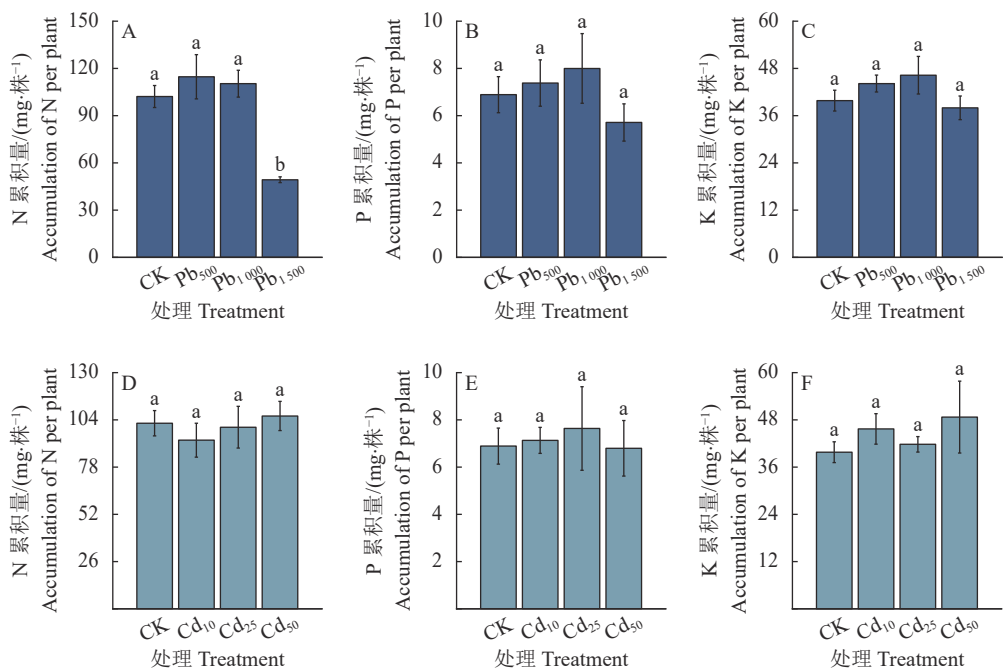 N 累积量/(mg·株⁻¹)
Accumulation of N per plant
A
150
120
90
60
30
0
a
a
a
b
CK
Pb₅₀₀
Pb₁ ₀₀₀
Pb₁ ₅₀₀
处理 Treatment
P 累积量/(mg·株⁻¹)
Accumulation of P per plant
B
10
8
6
4
2
0
a
a
a
a
CK
Pb₅₀₀
Pb₁ ₀₀₀
Pb₁ ₅₀₀
处理 Treatment
K 累积量/(mg·株⁻¹)
Accumulation of K per plant
C
60
48
36
24
12
0
a
a
a
a
CK
Pb₅₀₀
Pb₁ ₀₀₀
Pb₁ ₅₀₀
处理 Treatment
N 累积量/(mg·株⁻¹)
Accumulation of N per plant
D
130
104
78
52
26
a
a
a
a
CK
Cd₁₀
Cd₂₅
Cd₅₀
处理 Treatment
P 累积量/(mg·株⁻¹)
Accumulation of P per plant
E
10
8
6
4
2
a
a
a
a
CK
Cd₁₀
Cd₂₅
Cd₅₀
处理 Treatment
K 累积量/(mg·株⁻¹)
Accumulation of K per plant
F
60
48
36
24
12
a
a
a
a
CK
Cd₁₀
Cd₂₅
Cd₅₀
处理 Treatment